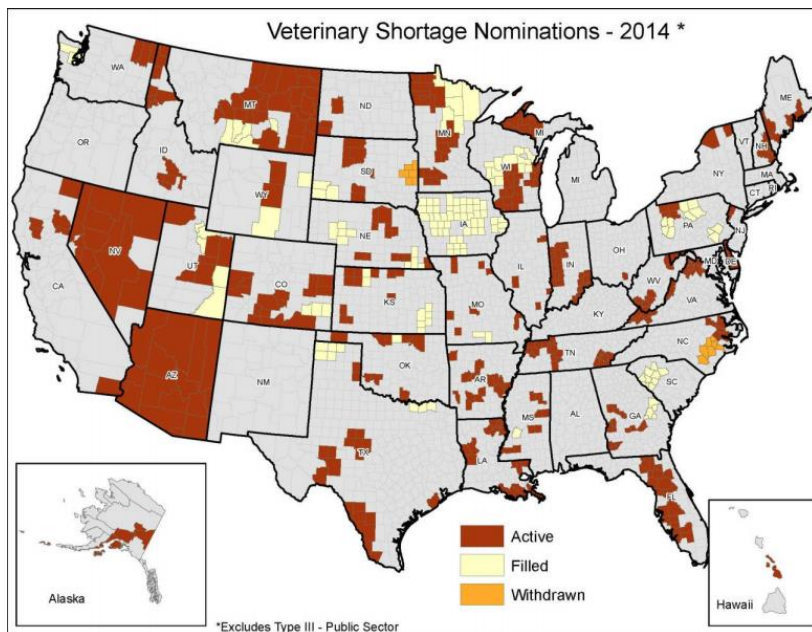 Veterinary Shortage Nominations - 2014 *
WA
MT
ND
MN
ME
OR
ID
SD
WI
MI
VT
NH
NY
MA
CT
RI
WY
MI
IA
NE
PA
NJ
NV
UT
CO
IL
IN
OH
MD
DE
WV
VA
CA
KS
MO
KY
NC
TN
AZ
NM
OK
AR
SC
MS
AL
GA
TX
LA
FL
Active
Filled
Withdrawn
Alaska
Hawaii
*Excludes Type III - Public Sector